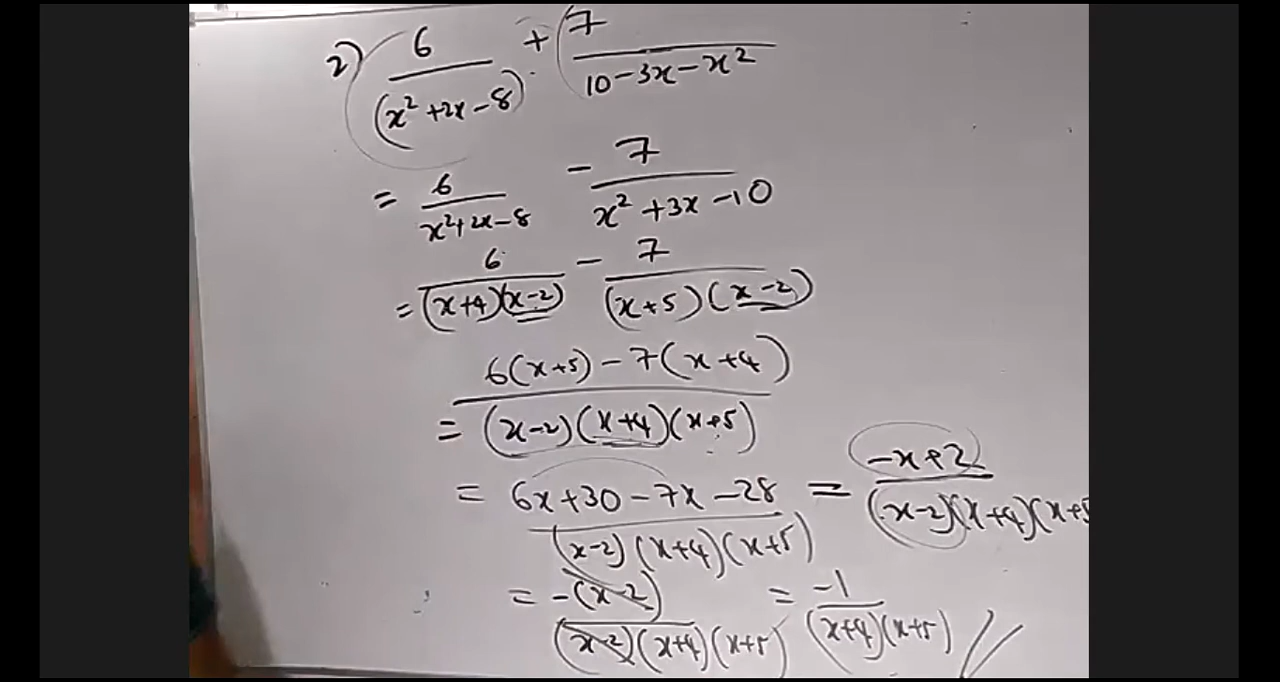 2) 6/(x²+2x-8) + 7/10-3x-x²
= 6/x²+2x-8 - 7/x²+3x-10
= 6/(x+4)(x-2) - 7/(x+5)(x-2)
= 6(x+5)-7(x+4)/(x-2)(x+4)(x+5)
= 6x+30-7x-28/(x-2)(x+4)(x+5) = -x+2/(x-2)(x+4)(x+5
= -(x-2)/(x-2)(x+4)(x+5) = -1/(x+4)(x+5) //